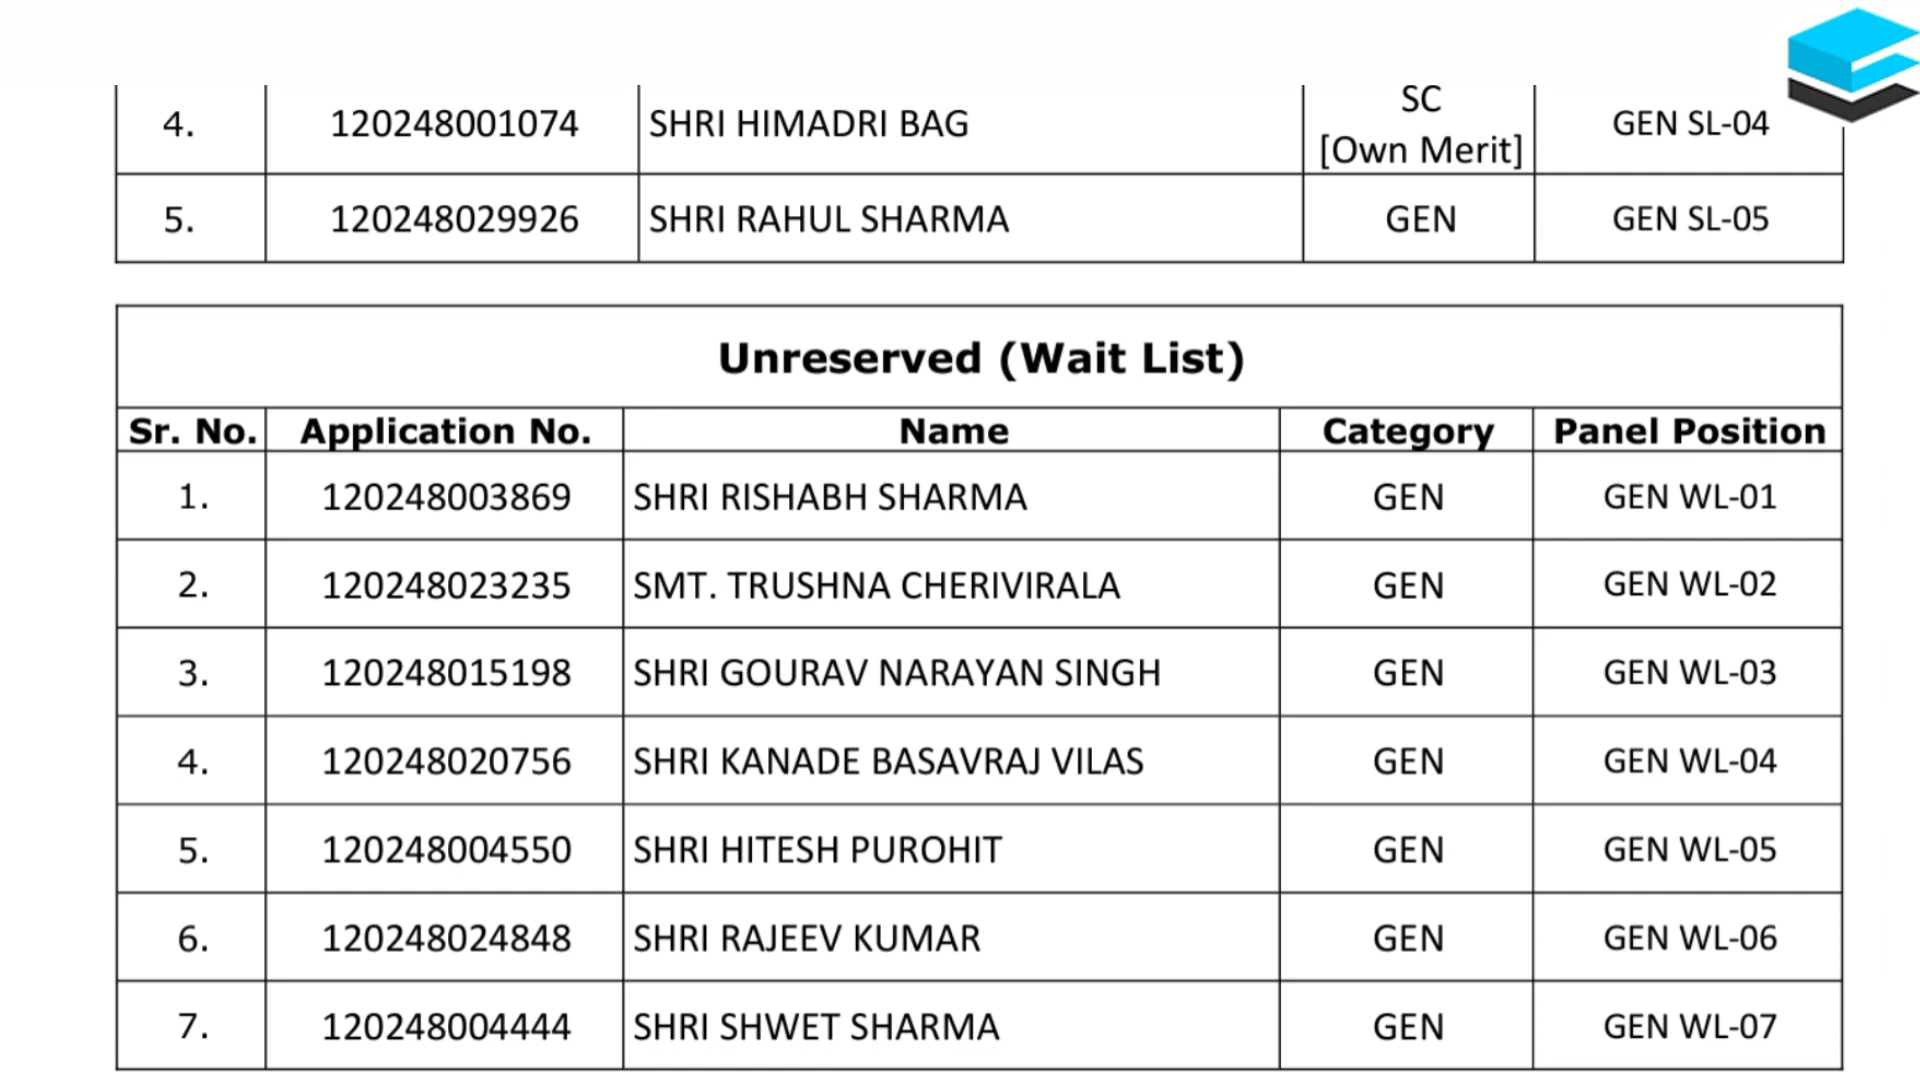 4. 120248001074 SHRI HIMADRI BAG SC [Own Merit] GEN SL-04
5. 120248029926 SHRI RAHUL SHARMA GEN GEN SL-05
Unreserved (Wait List)
Sr. No. Application No. Name Category Panel Position
1. 120248003869 SHRI RISHABH SHARMA GEN GEN WL-01
2. 120248023235 SMT. TRUSHNA CHERIVIRALA GEN GEN WL-02
3. 120248015198 SHRI GOURAV NARAYAN SINGH GEN GEN WL-03
4. 120248020756 SHRI KANADE BASAVRAJ VILAS GEN GEN WL-04
5. 120248004550 SHRI HITESH PUROHIT GEN GEN WL-05
6. 120248024848 SHRI RAJEEV KUMAR GEN GEN WL-06
7. 120248004444 SHRI SHWET SHARMA GEN GEN WL-07